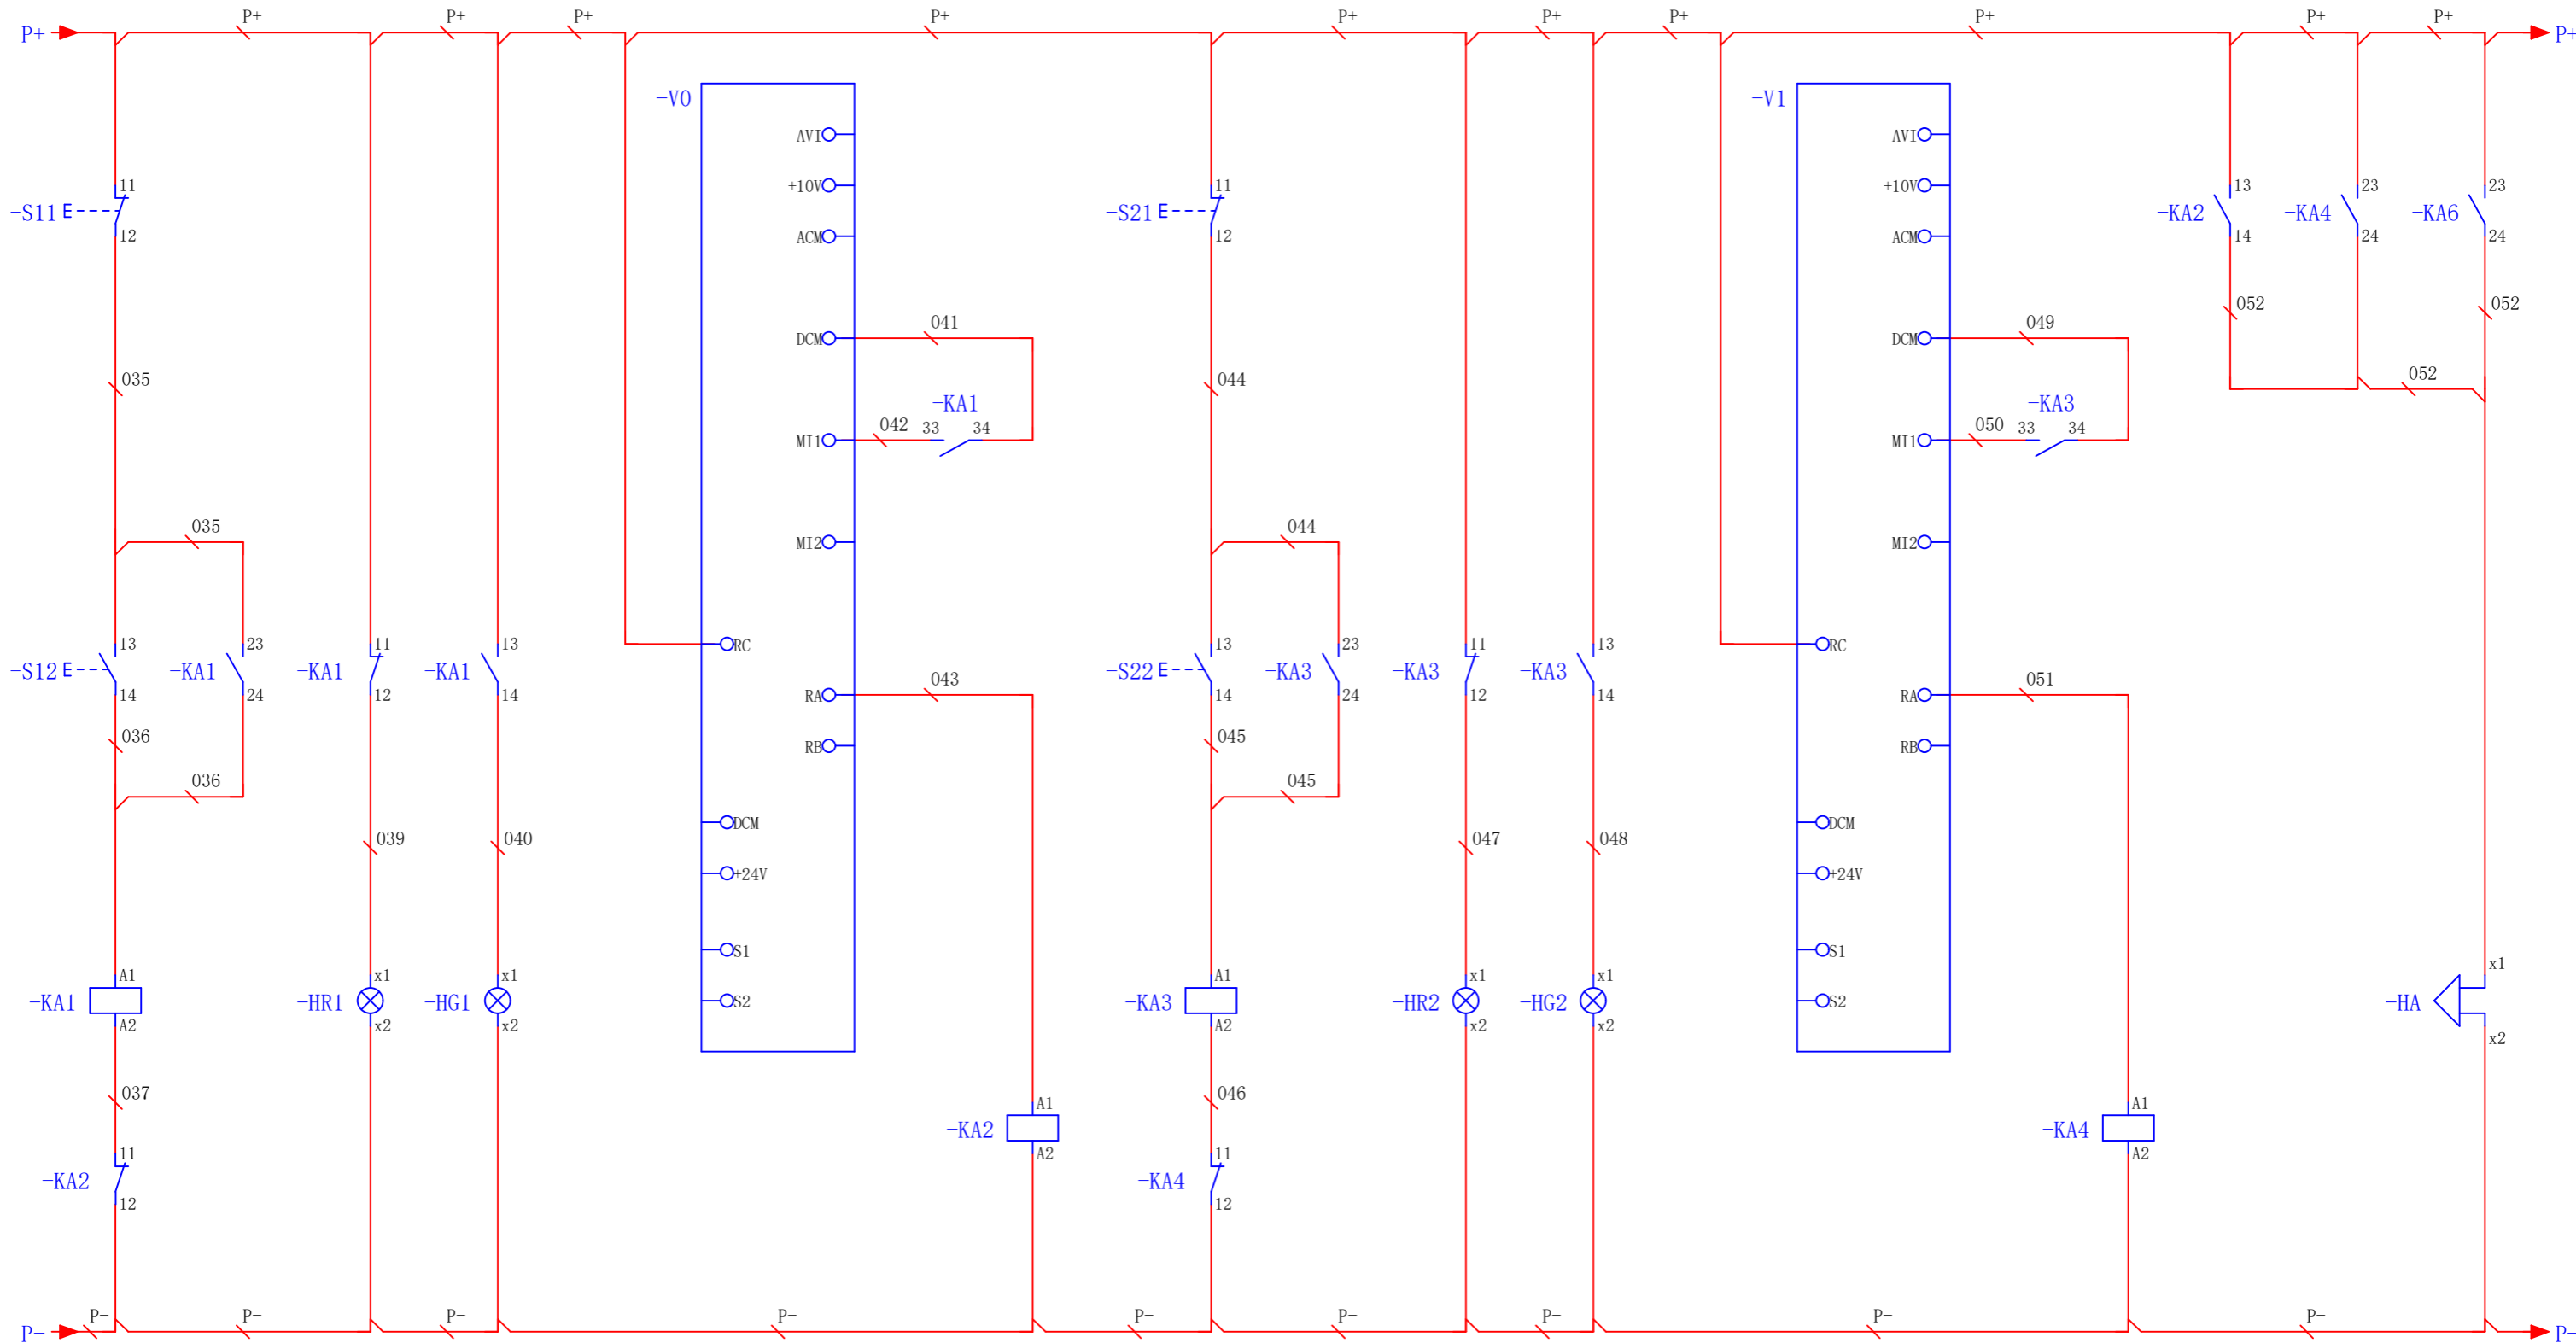 P+ P+ P+ P+ P+ P+ P+ P+ P+ P+ P+
P+ P+
-V0 -V1
AVI AVI
11 +10V 11 +10V 13 23 23
-S11 -S21 -KA2 -KA4 -KA6
12 ACM 12 ACM 14 24 24
052 052
041 049
DCM DCM
035 044 052
-KA1 -KA3
042 33 34 050 33 34
MI1 MI1
035 044
MI2 MI2
13 23 11 13 RC 13 23 11 13 RC
-S12 -KA1 -KA1 -KA1 -S22 -KA3 -KA3 -KA3
043 051
14 24 12 14 RA 14 24 12 14 RA
036 RB 045 RB
036 045
DCM DCM
039 040 047 048
+24V +24V
S1 S1
x1
A1 x1 x1 A1 x1 x1
-KA1 -HR1 -HG1 S2 -KA3 -HR2 -HG2 S2 -HA
A2 x2 x2 A2 x2 x2
x2
037 046
A1 A1
-KA2 -KA4
A2 A2
11 11
-KA2 -KA4
12 12
P- P- P- P- P- P- P- P- P-
P- P-